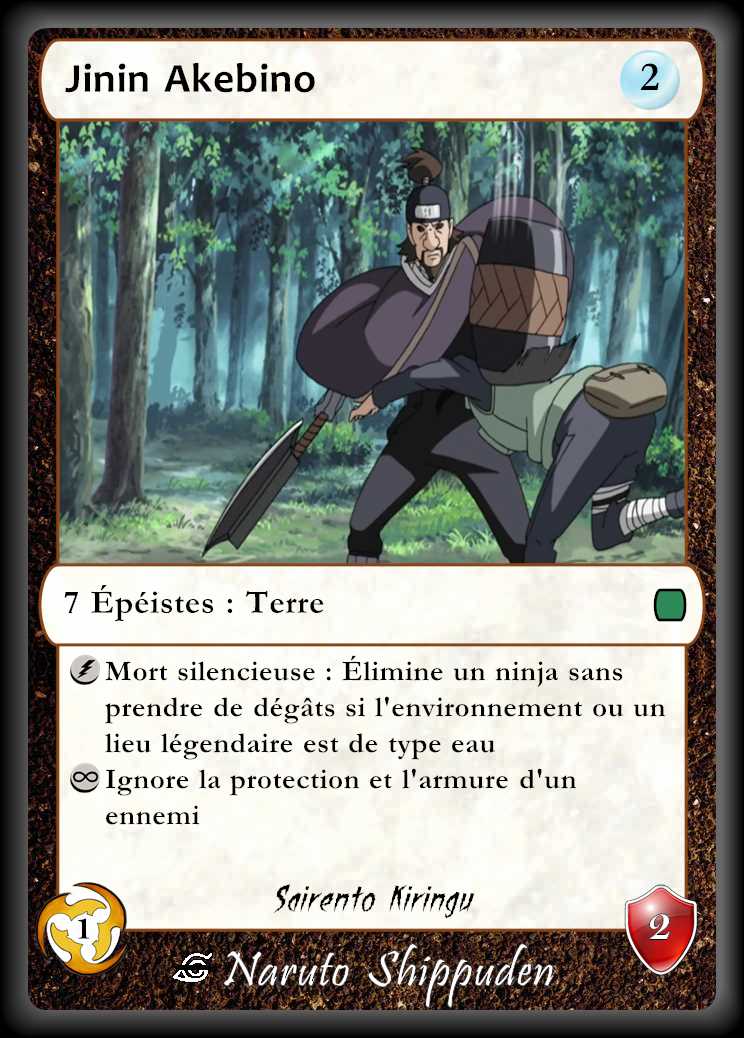 Jinin Akebino
2
7 Épéistes : Terre
Mort silencieuse : Élimine un ninja sans
prendre de dégâts si l'environnement ou un
lieu légendaire est de type eau
Ignore la protection et l'armure d'un
ennemi
Sairento Kiringu
1
2
Naruto Shippuden